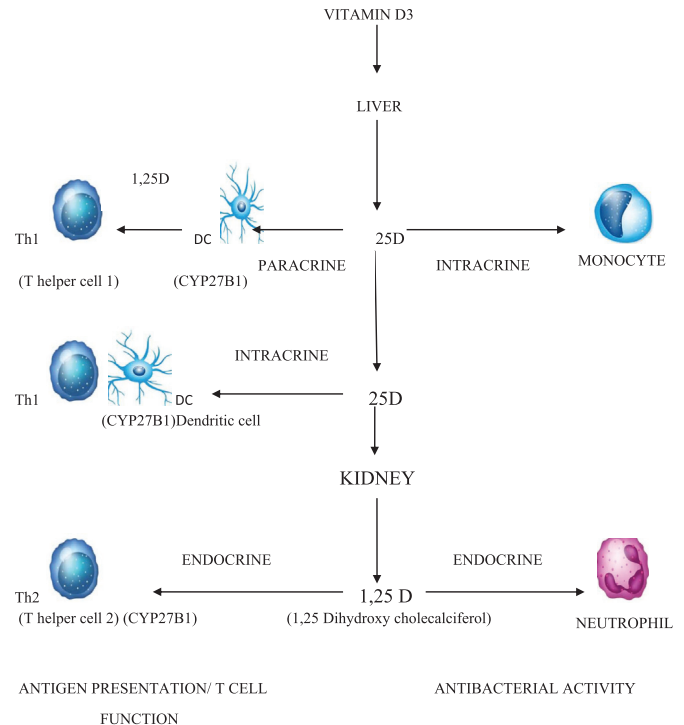 VITAMIN D3
LIVER
1,25D
Th1
DC
25D
(T helper cell 1)
(CYP27B1)
PARACRINE
INTRACRINE
MONOCYTE
INTRACRINE
Th1
DC
25D
(CYP27B1)Dendritic cell
KIDNEY
ENDOCRINE
ENDOCRINE
Th2
1,25 D
(T helper cell 2) (CYP27B1)
(1,25 Dihydroxy cholecalciferol)
NEUTROPHIL
ANTIGEN PRESENTATION/ T CELL
FUNCTION
ANTIBACTERIAL ACTIVITY